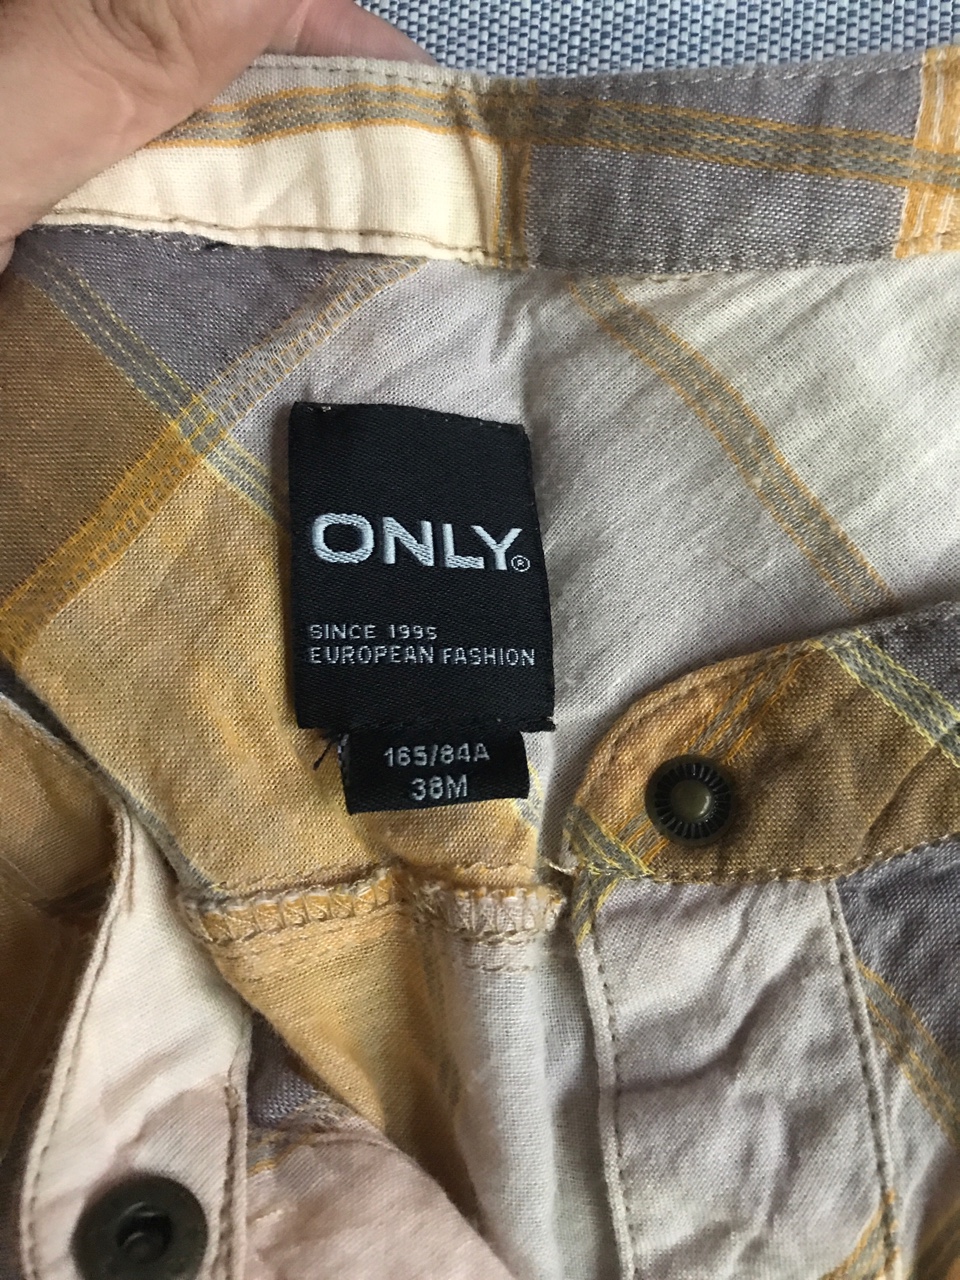 ONLY®
SINCE 1995
EUROPEAN FASHION
165/84A
38M